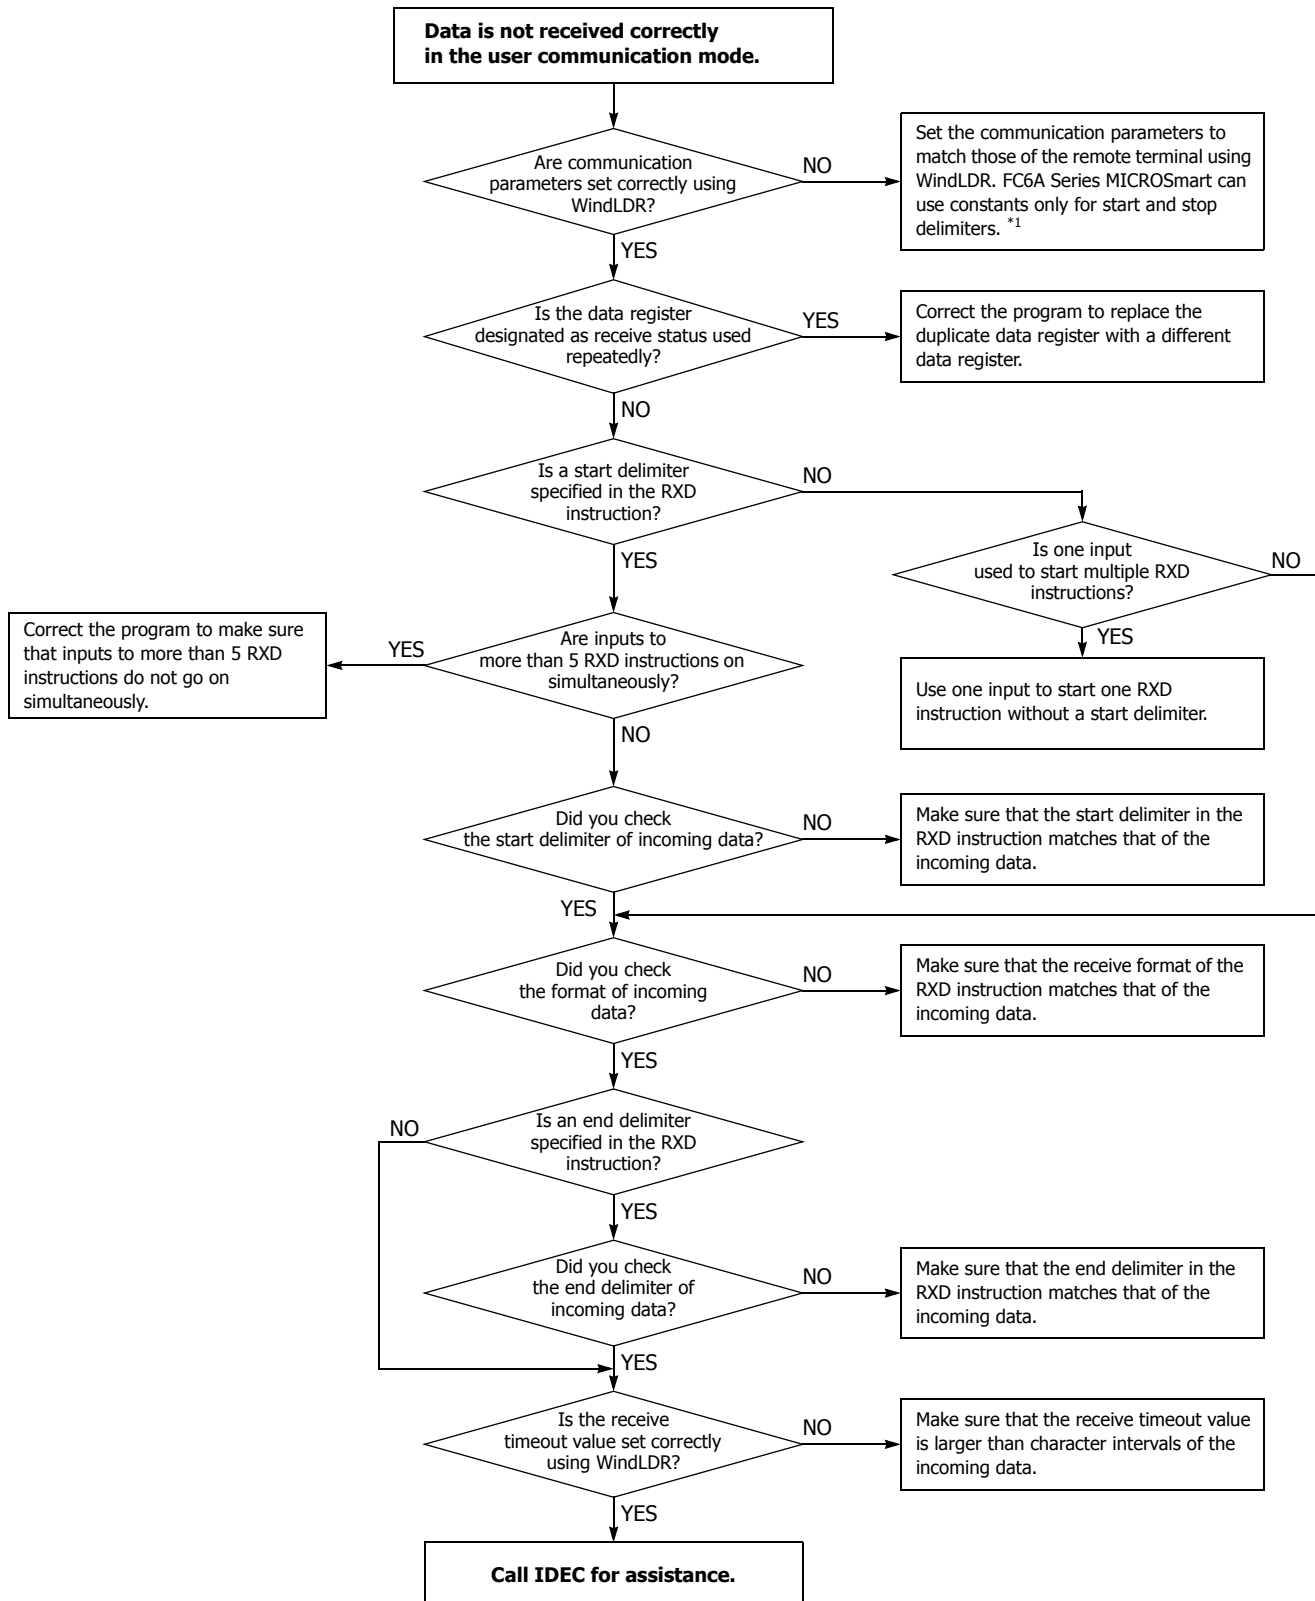 Data is not received correctly
in the user communication mode.
Are communication
parameters set correctly using
WindLDR?
NO
Set the communication parameters to
match those of the remote terminal using
WindLDR. FC6A Series MICROSmart can
use constants only for start and stop
delimiters. *1
YES
Is the data register
designated as receive status used
repeatedly?
YES
Correct the program to replace the
duplicate data register with a different
data register.
NO
Is a start delimiter
specified in the RXD
instruction?
NO
Is one input
used to start multiple RXD
instructions?
NO
YES
Use one input to start one RXD
instruction without a start delimiter.
YES
Are inputs to
more than 5 RXD instructions on
simultaneously?
YES
Correct the program to make sure
that inputs to more than 5 RXD
instructions do not go on
simultaneously.
NO
Did you check
the start delimiter of incoming data?
NO
Make sure that the start delimiter in the
RXD instruction matches that of the
incoming data.
YES
Did you check
the format of incoming
data?
NO
Make sure that the receive format of the
RXD instruction matches that of the
incoming data.
YES
Is an end delimiter
specified in the RXD
instruction?
NO
YES
Did you check
the end delimiter of
incoming data?
NO
Make sure that the end delimiter in the
RXD instruction matches that of the
incoming data.
YES
Is the receive
timeout value set correctly
using WindLDR?
NO
Make sure that the receive timeout value
is larger than character intervals of the
incoming data.
YES
Call IDEC for assistance.